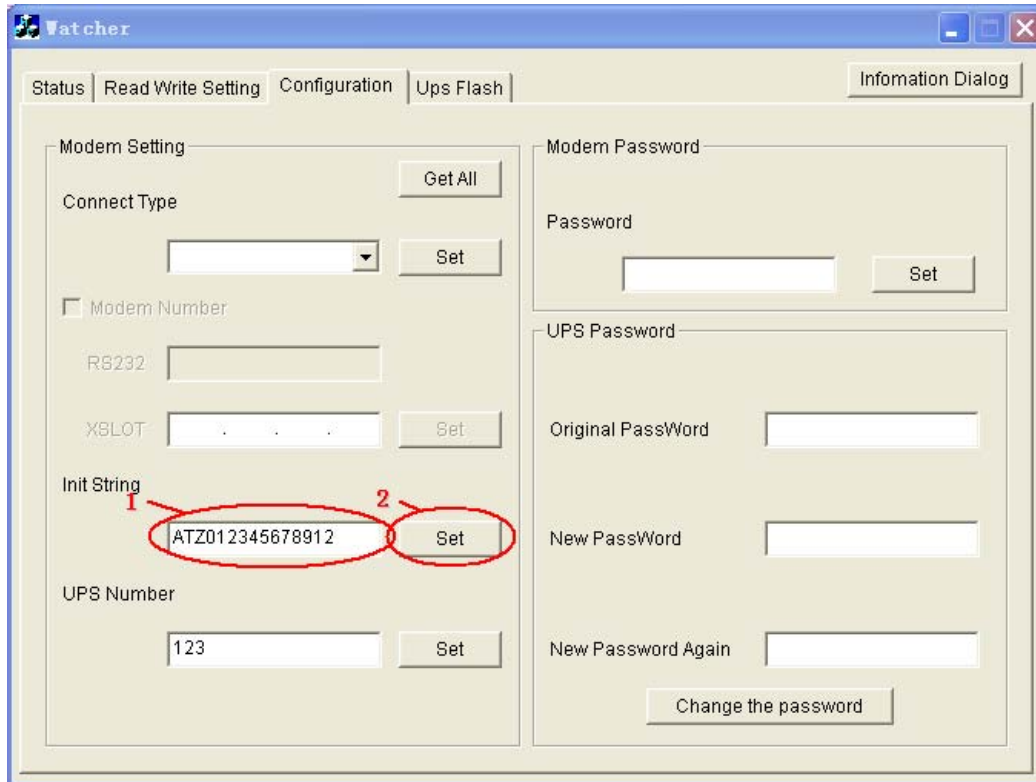 Watcher
Status Read Write Setting Configuration Ups Flash Infomation Dialog
Modem Setting
Get All
Connect Type
Set
Modem Number
RS232
XSLOT . . . Set
Init String
1 2
ATZ012345678912 Set
UPS Number
123 Set
Modem Password
Password
Set
UPS Password
Original PassWord
New PassWord
New Password Again
Change the password